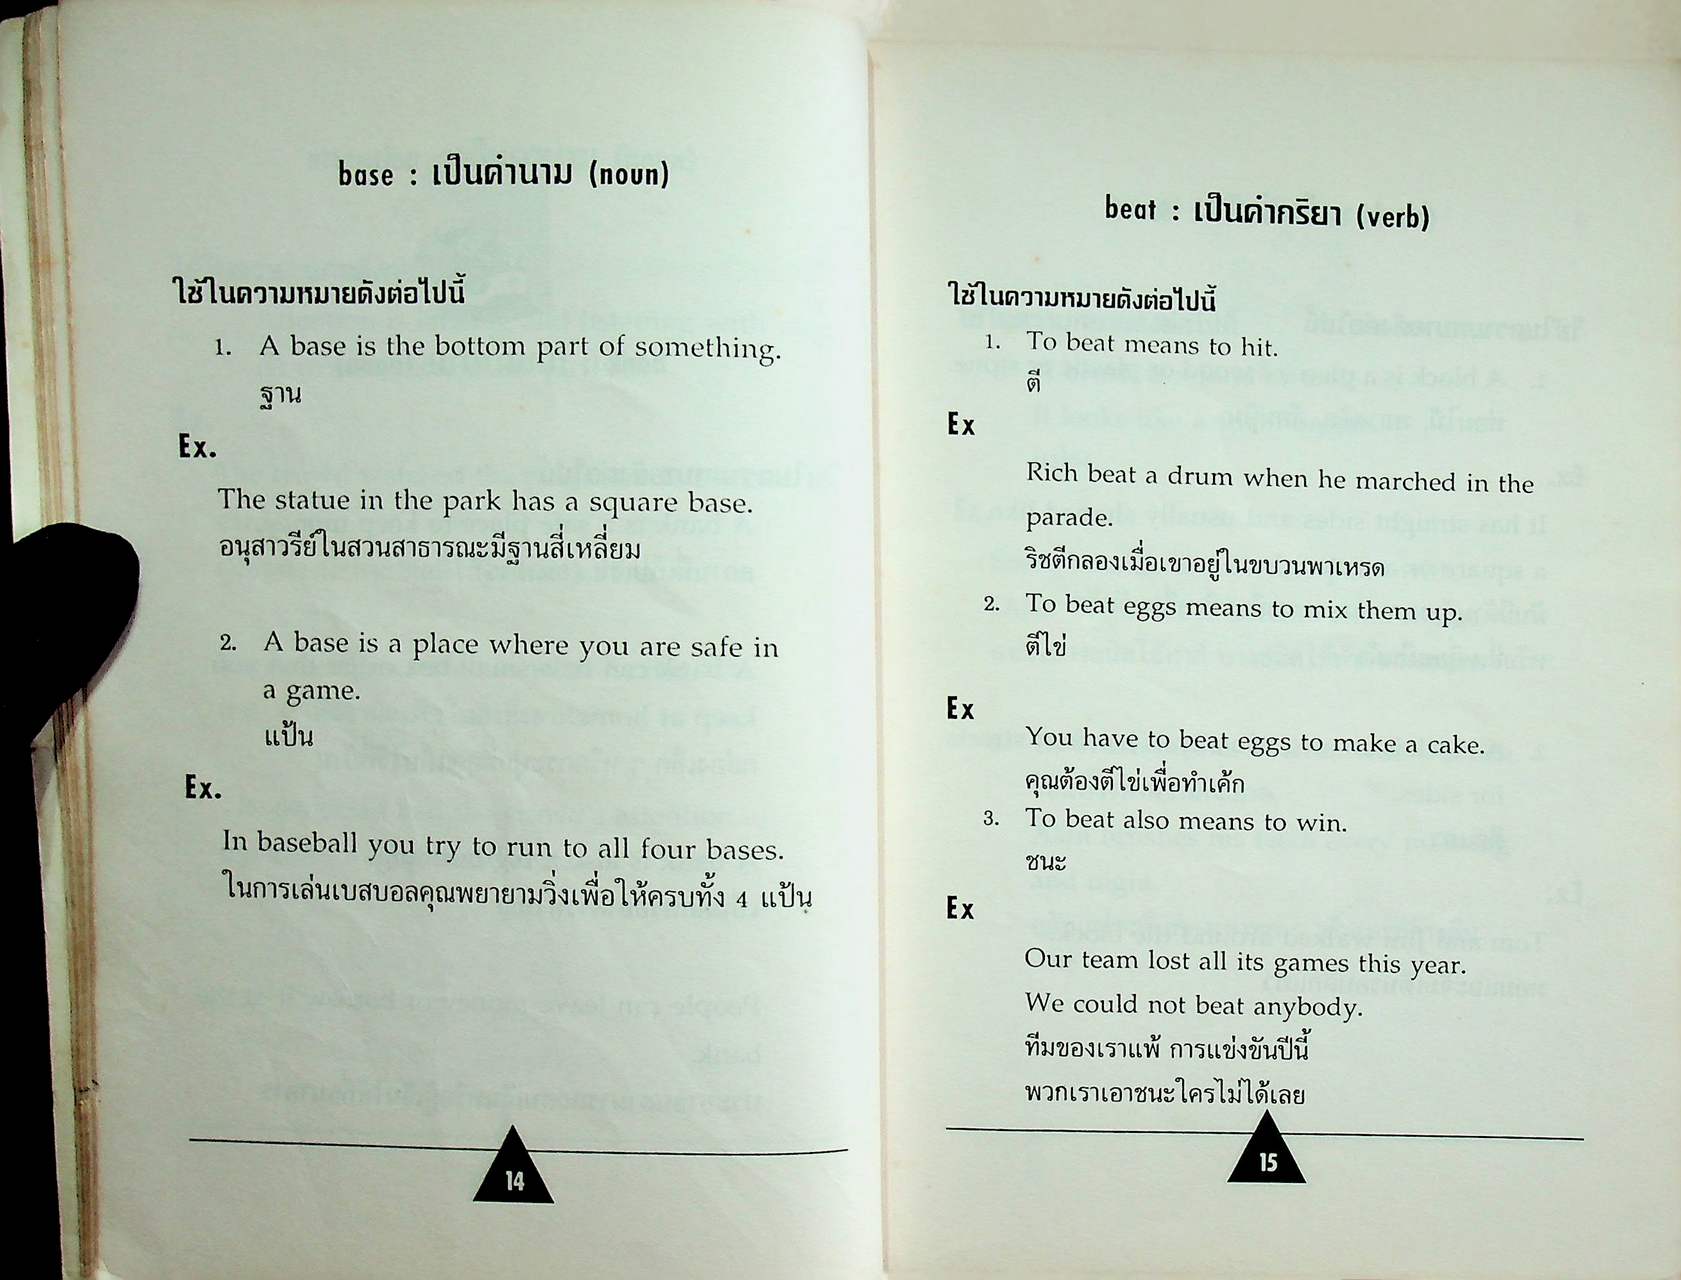 base : เป็นคำนาม (noun)
ใช้ในความหมายดังต่อไปนี้
1. A base is the bottom part of something.
ฐาน
Ex.
The statue in the park has a square base.
อนุสาวรีย์ในสวนสาธารณะมีฐานสี่เหลี่ยม
2. A base is a place where you are safe in
a game.
แป้น
Ex.
In baseball you try to run to all four bases.
ในการเล่นเบสบอลคุณพยายามวิ่งเพื่อให้ครบทั้ง 4 แป้น
14
beat : เป็นคำกริยา (verb)
ใช้ในความหมายดังต่อไปนี้
1. To beat means to hit.
ตี
Ex
Rich beat a drum when he marched in the
parade.
ริชตีกลองเมื่อเขาอยู่ในขบวนพาเหรด
2. To beat eggs means to mix them up.
ตีไข่
Ex
You have to beat eggs to make a cake.
คุณต้องตีไข่เพื่อทำเค้ก
3. To beat also means to win.
ชนะ
Ex
Our team lost all its games this year.
We could not beat anybody.
ทีมของเราแพ้ การแข่งขันปีนี้
พวกเราเอาชนะใครไม่ได้เลย
15